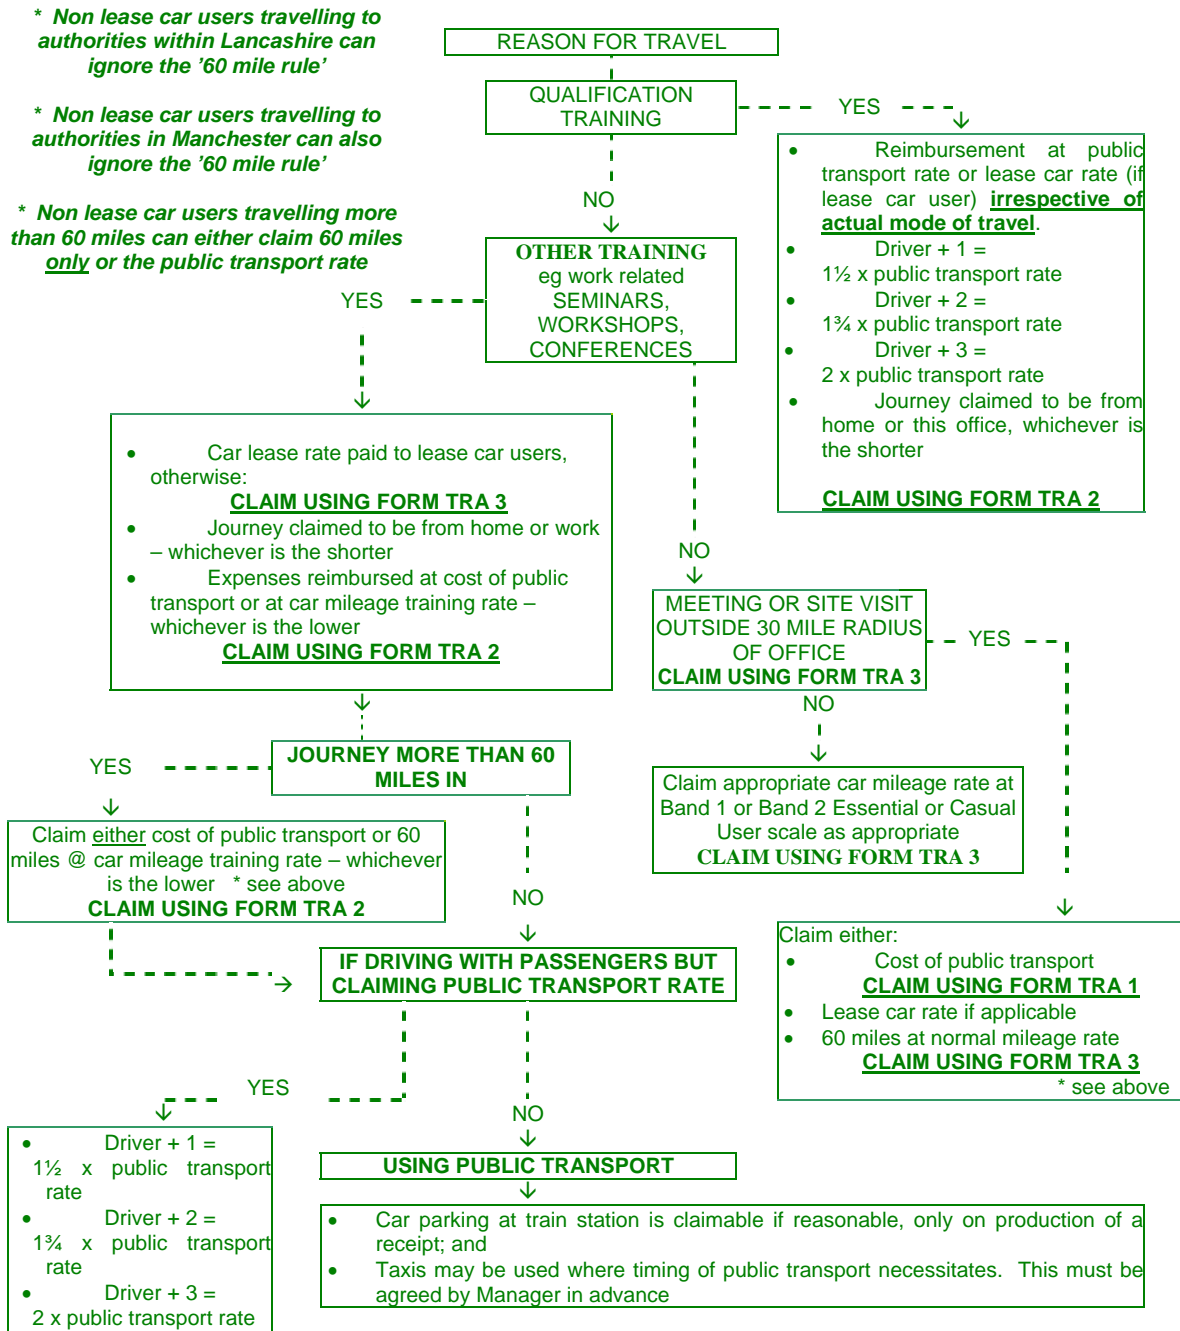 * Non lease car users travelling to
authorities within Lancashire can
ignore the ’60 mile rule’
* Non lease car users travelling to
authorities in Manchester can also
ignore the ’60 mile rule’
* Non lease car users travelling more
than 60 miles can either claim 60 miles
only or the public transport rate
REASON FOR TRAVEL
QUALIFICATION
TRAINING
YES
• Reimbursement at public
transport rate or lease car rate (if
lease car user) irrespective of
actual mode of travel.
• Driver + 1 =
1½ x public transport rate
• Driver + 2 =
1¾ x public transport rate
• Driver + 3 =
2 x public transport rate
• Journey claimed to be from
home or this office, whichever is
the shorter
CLAIM USING FORM TRA 2
NO
OTHER TRAINING
eg work related
SEMINARS,
WORKSHOPS,
CONFERENCES
YES
• Car lease rate paid to lease car users,
otherwise:
CLAIM USING FORM TRA 3
• Journey claimed to be from home or work
– whichever is the shorter
• Expenses reimbursed at cost of public
transport or at car mileage training rate –
whichever is the lower
CLAIM USING FORM TRA 2
NO
MEETING OR SITE VISIT
OUTSIDE 30 MILE RADIUS
OF OFFICE
CLAIM USING FORM TRA 3
YES
NO
Claim appropriate car mileage rate at
Band 1 or Band 2 Essential or Casual
User scale as appropriate
CLAIM USING FORM TRA 3
JOURNEY MORE THAN 60
MILES IN
YES
Claim either cost of public transport or 60
miles @ car mileage training rate – whichever
is the lower * see above
CLAIM USING FORM TRA 2
NO
Claim either:
• Cost of public transport
CLAIM USING FORM TRA 1
• Lease car rate if applicable
• 60 miles at normal mileage rate
CLAIM USING FORM TRA 3
* see above
IF DRIVING WITH PASSENGERS BUT
CLAIMING PUBLIC TRANSPORT RATE
YES
• Driver + 1 =
1½ x public transport
rate
• Driver + 2 =
1¾ x public transport
rate
• Driver + 3 =
2 x public transport rate
NO
USING PUBLIC TRANSPORT
• Car parking at train station is claimable if reasonable, only on production of a
receipt; and
• Taxis may be used where timing of public transport necessitates. This must be
agreed by Manager in advance